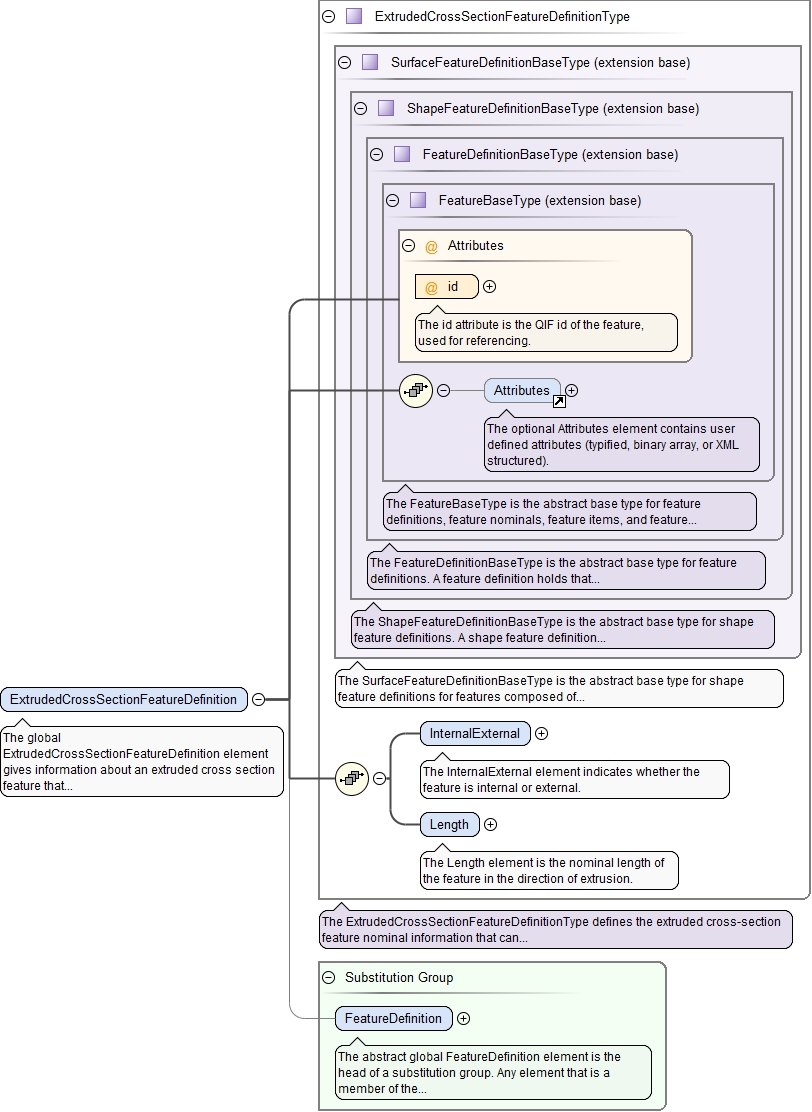 ExtrudedCrossSectionFeatureDefinitionType
SurfaceFeatureDefinitionBaseType (extension base)
ShapeFeatureDefinitionBaseType (extension base)
FeatureDefinitionBaseType (extension base)
FeatureBaseType (extension base)
@ Attributes
@ id
The id attribute is the QIF id of the feature,
used for referencing.
Attributes
The optional Attributes element contains user
defined attributes (typified, binary array, or XML
structured).
The FeatureBaseType is the abstract base type for feature
definitions, feature nominals, feature items, and feature...
The FeatureDefinitionBaseType is the abstract base type for feature
definitions. A feature definition holds that...
The ShapeFeatureDefinitionBaseType is the abstract base type for shape
feature definitions. A shape feature definition...
The SurfaceFeatureDefinitionBaseType is the abstract base type for shape
feature definitions for features composed of...
ExtrudedCrossSectionFeatureDefinition
The global
ExtrudedCrossSectionFeatureDefinition element
gives information about an extruded cross section
feature that...
InternalExternal
The InternalExternal element indicates whether the
feature is internal or external.
Length
The Length element is the nominal length of
the feature in the direction of extrusion.
The ExtrudedCrossSectionFeatureDefinitionType defines the extruded cross-section
feature nominal information that can...
Substitution Group
FeatureDefinition
The abstract global FeatureDefinition element is the
head of a substitution group. Any element that is a
member of the...